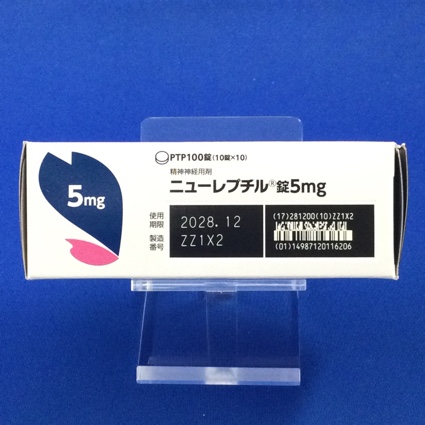 PTP100錠(10錠×10)
精神神経用剤
ニューレプチル®錠5mg
5mg
使用
期限
2028.12
製造
番号
ZZ1X2
(17)281200(10)ZZ1X2
(01)14987120116206